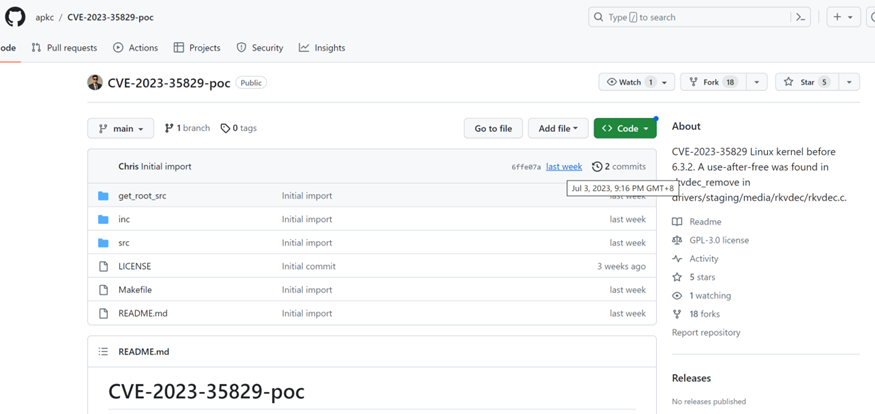 apkc / CVE-2023-35829-poc
Type / to search
ode Pull requests Actions Projects Security Insights
CVE-2023-35829-poc Public
Watch 1 Fork 18 Star 5
main 1 branch 0 tags Go to file Add file <> Code
Chris Initial import 6ffe07a last week 2 commits
Jul 3, 2023, 9:16 PM GMT+8
get_root_src Initial import last week
inc Initial import last week
src Initial import last week
LICENSE Initial commit 3 weeks ago
Makefile Initial import last week
README.md Initial import last week
README.md
CVE-2023-35829-poc
About
CVE-2023-35829 Linux kernel before
6.3.2. A use-after-free was found in
rkvdec_remove in
drivers/staging/media/rkvdec/rkvdec.c.
Readme
GPL-3.0 license
Activity
5 stars
1 watching
18 forks
Report repository
Releases
No releases published